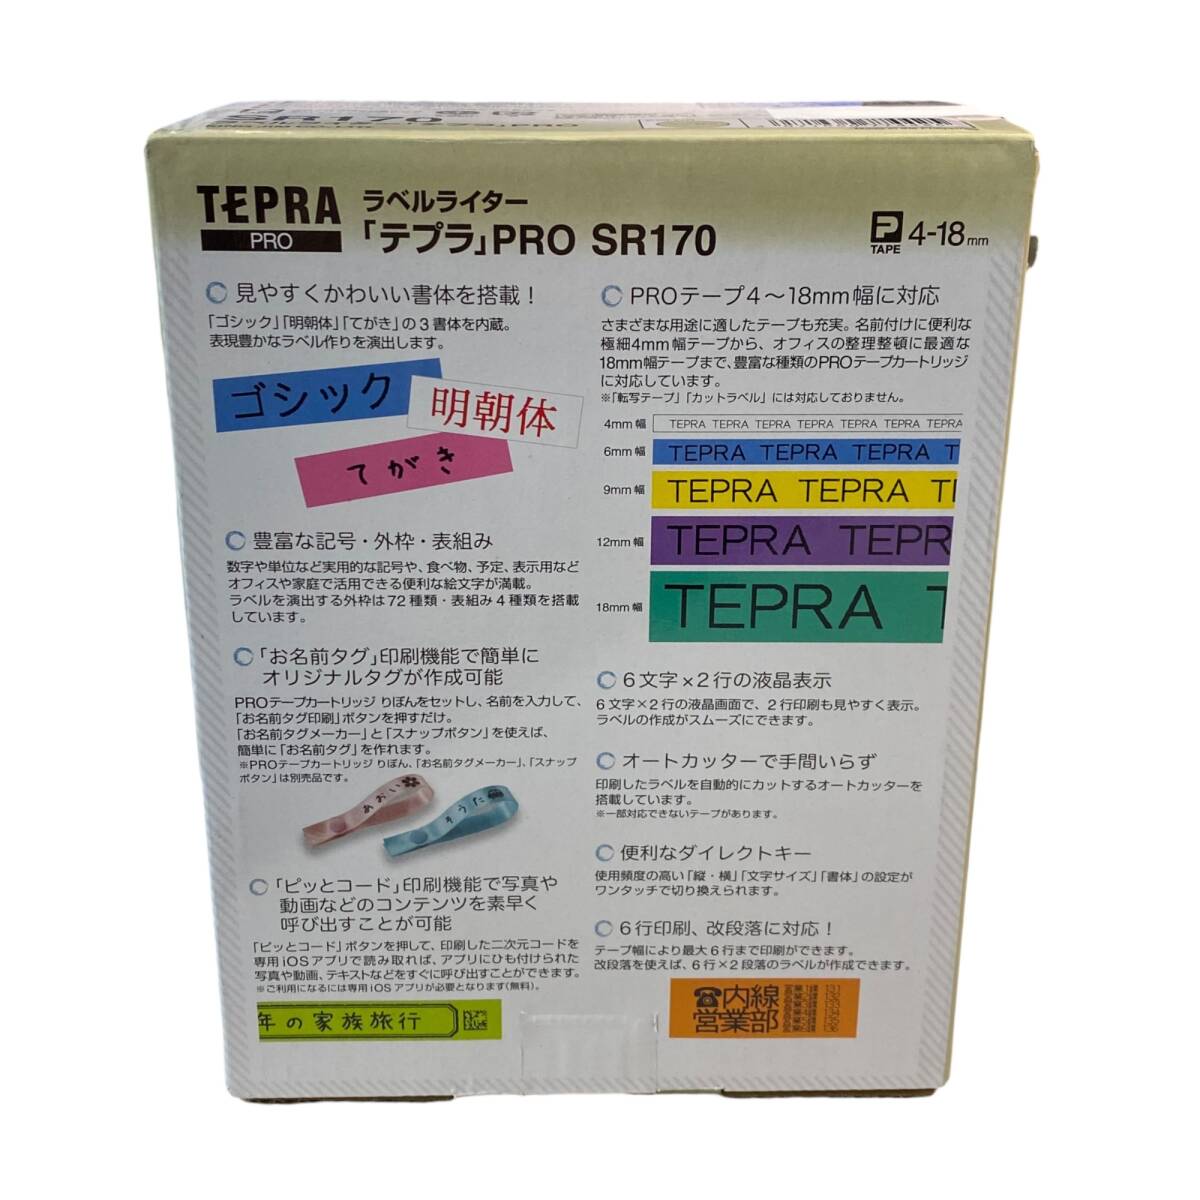 SR170
TEPRA
PRO
ラベルライター
「テプラ」PRO SR170
TAPE 4-18mm
見やすくかわいい書体を搭載!
「ゴシック」「明朝体」「てがき」の3書体を内蔵。
表現豊かなラベル作りを演出します。
ゴシック
明朝体
てがき
豊富な記号・外枠・表組み
数字や単位など実用的な記号や、食べ物、予定、表示用など
オフィスや家庭で活用できる便利な絵文字が満載。
ラベルを演出する外枠は72種類・表組み4種類を搭載
しています。
「お名前タグ」印刷機能で簡単に
オリジナルタグが作成可能
PROテープカートリッジ りぼんをセットし、名前を入力して、
「お名前タグ印刷」ボタンを押すだけ。
「お名前タグメーカー」と「スナップボタン」を使えば、
簡単に「お名前タグ」を作れます。
※PROテープカートリッジ りぼん、「お名前タグメーカー」、「スナップ
ボタン」は別売品です。
あおい
そうた
「ピッとコード」印刷機能で写真や
動画などのコンテンツを素早く
呼び出すことが可能
「ピッとコード」ボタンを押して、印刷した二次元コードを
専用iOSアプリで読み取れば、アプリにひも付けられた
写真や動画、テキストなどをすぐに呼び出すことができます。
※ご利用になるには専用iOSアプリが必要となります(無料)。
年の家族旅行
PROテープ4〜18mm幅に対応
さまざまな用途に適したテープも充実。名前付けに便利な
極細4mm幅テープから、オフィスの整理整頓に最適な
18mm幅テープまで、豊富な種類のPROテープカートリッジ
に対応しています。
※「転写テープ」「カットラベル」には対応しておりません。
4mm幅 TEPRA TEPRA TEPRA TEPRA TEPRA TEPRA TEPRA
6mm幅 TEPRA TEPRA TEPRA T
9mm幅 TEPRA TEPRA TE
12mm幅 TEPRA TEPR
18mm幅 TEPRA T
6文字×2行の液晶表示
6文字×2行の液晶画面で、2行印刷も見やすく表示。
ラベルの作成がスムーズにできます。
オートカッターで手間いらず
印刷したラベルを自動的にカットするオートカッターを
搭載しています。
※一部対応できないテープがあります。
便利なダイレクトキー
使用頻度の高い「縦・横」「文字サイズ」「書体」の設定が
ワンタッチで切り換えられます。
6行印刷、改段落に対応!
テープ幅により最大6行まで印刷ができます。
改段落を使えば、6行×2段落のラベルが作成できます。
☎内線
営業部